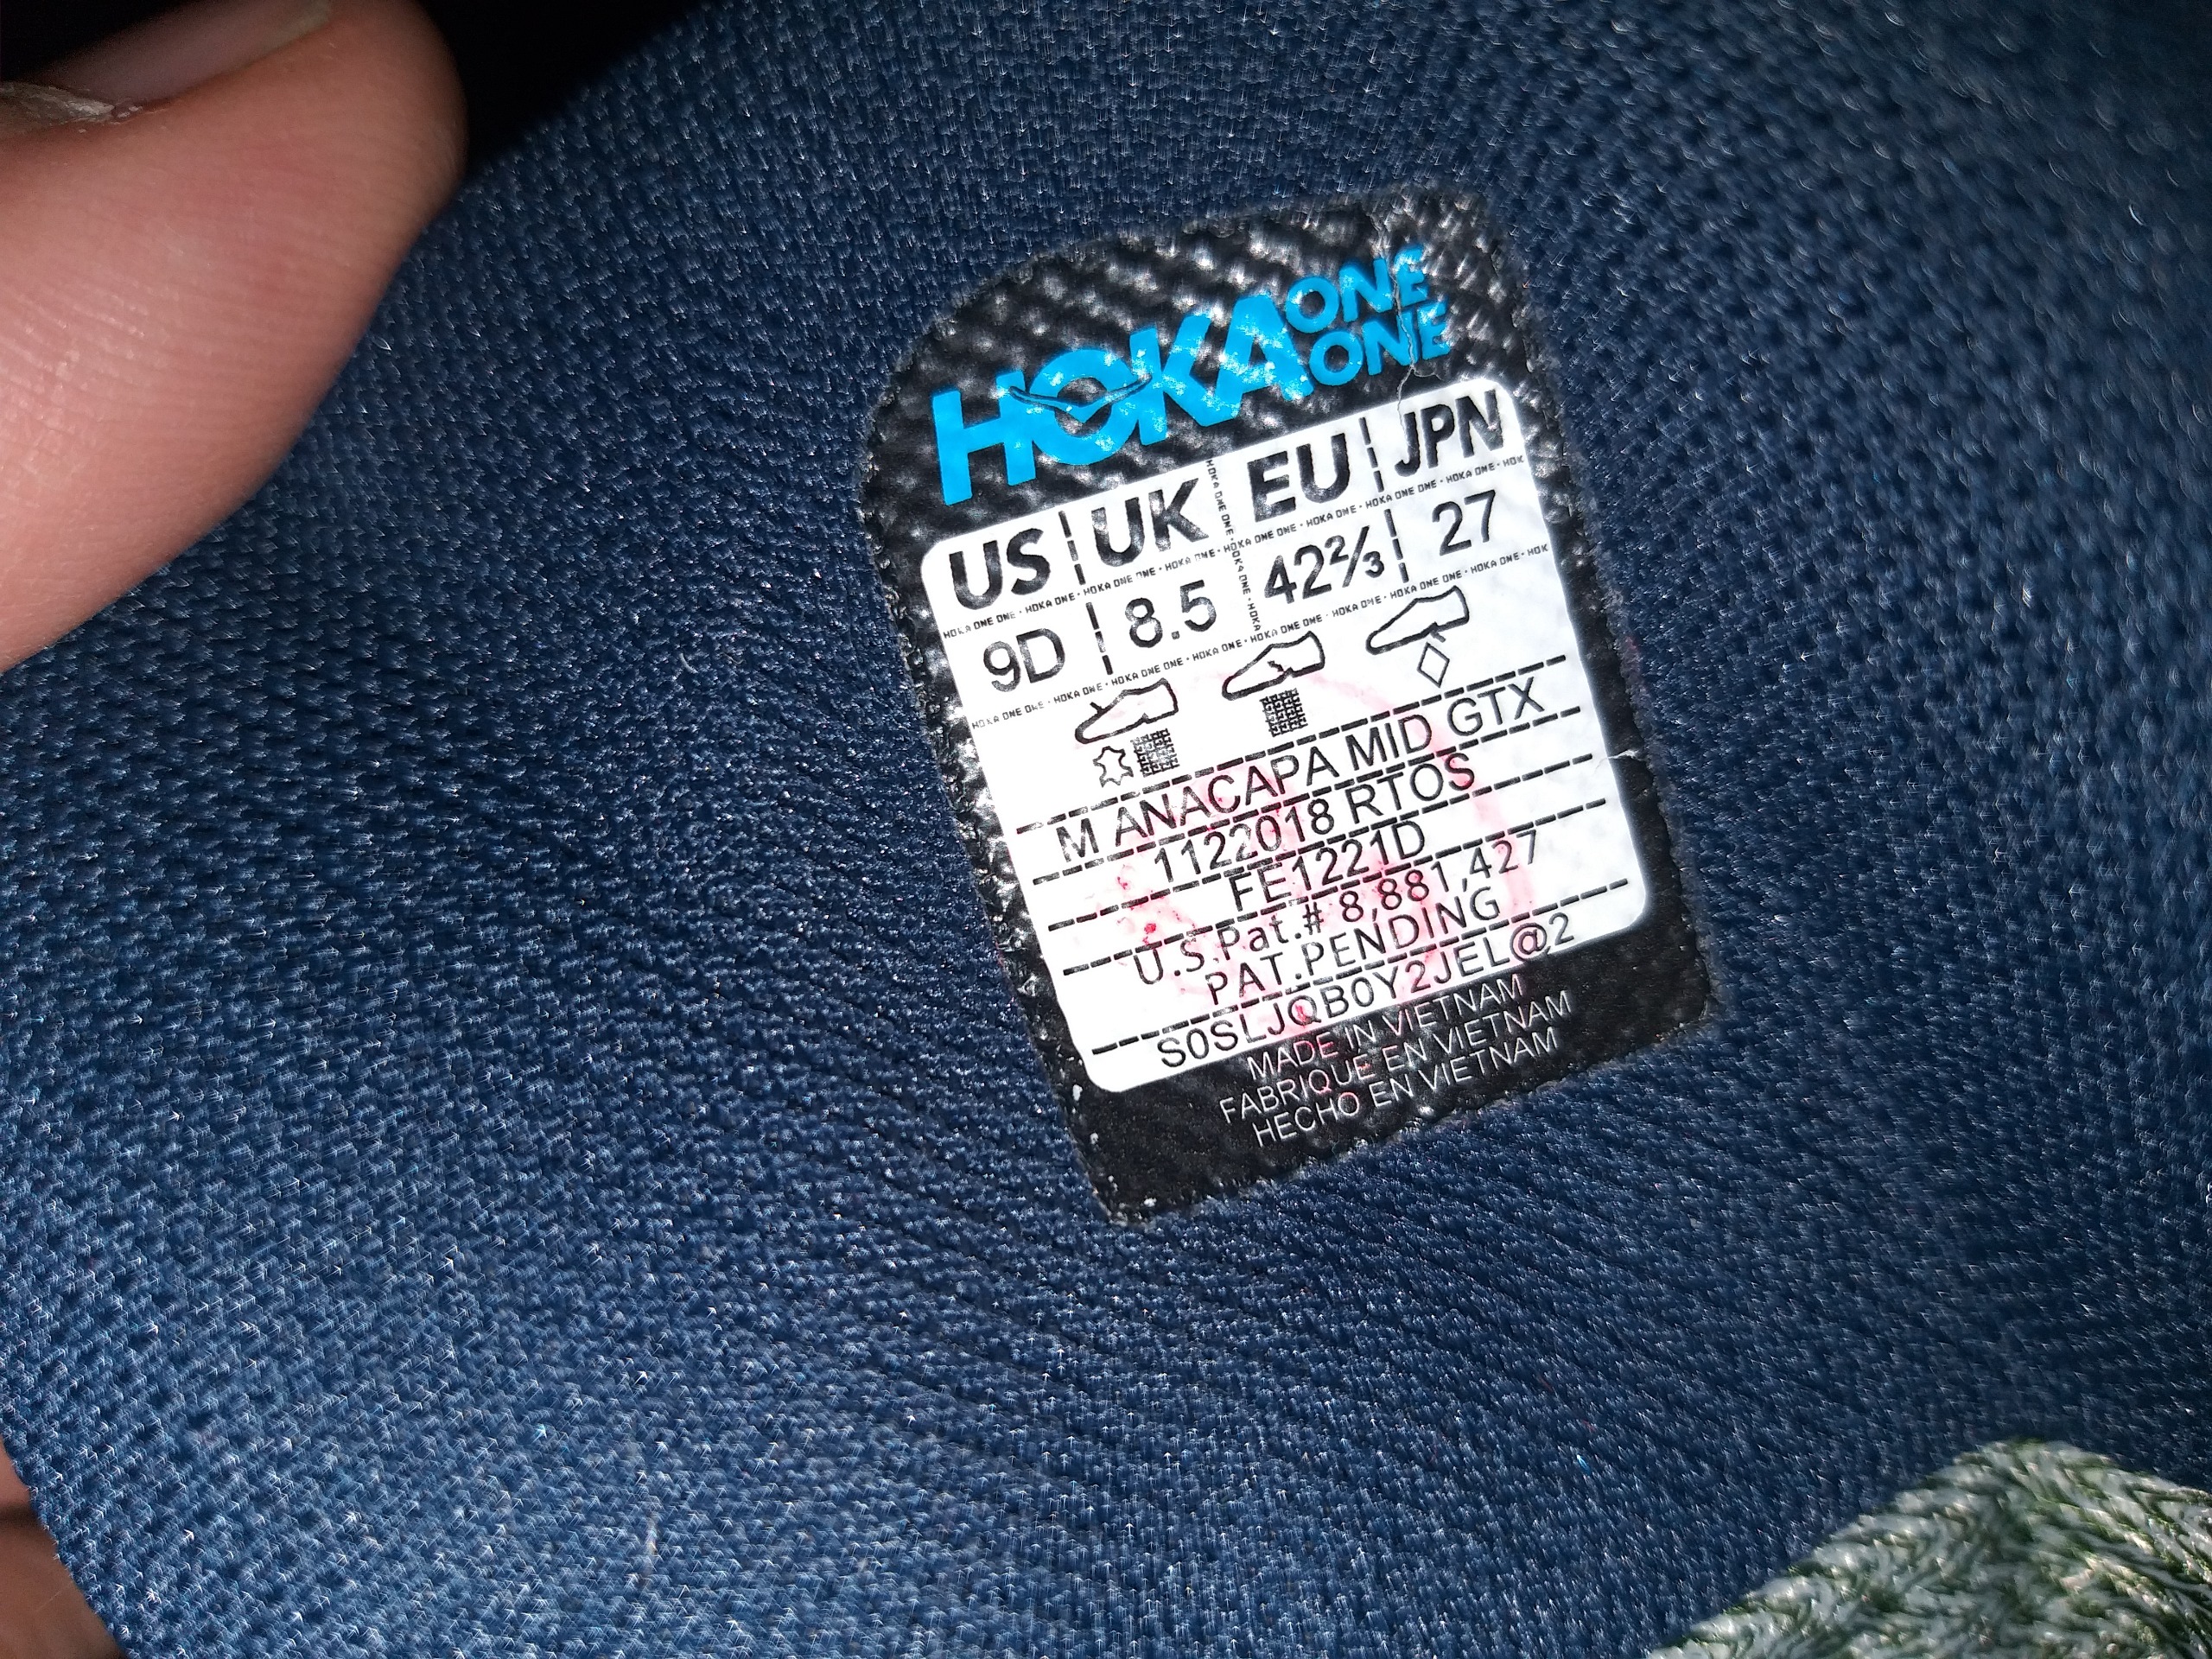 HOKA ONE ONE
US UK EU JPN
9D 8.5 42⅔ 27
M ANACAPA MID GTX
1122018 RTOS
FE1221D
U.S.Pat.# 8,881,427
PAT.PENDING
S0SLJQB0Y2JEL@2
MADE IN VIETNAM
FABRIQUE EN VIETNAM
HECHO EN VIETNAM